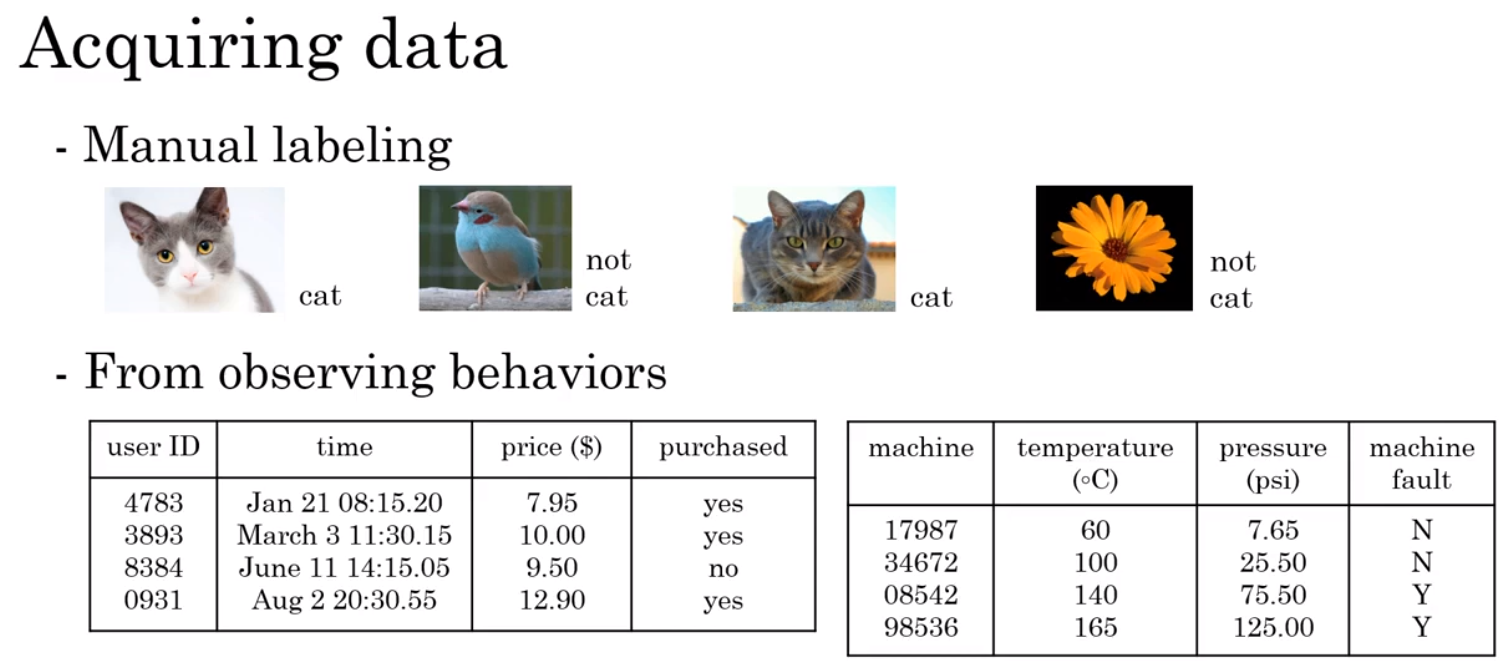 Acquiring data
- Manual labeling
cat
not
cat
cat
not
cat
- From observing behaviors
user ID time price ($) purchased
4783 Jan 21 08:15.20 7.95 yes
3893 March 3 11:30.15 10.00 yes
8384 June 11 14:15.05 9.50 no
0931 Aug 2 20:30.55 12.90 yes
machine temperature pressure machine
(°C) (psi) fault
17987 60 7.65 N
34672 100 25.50 N
08542 140 75.50 Y
98536 165 125.00 Y